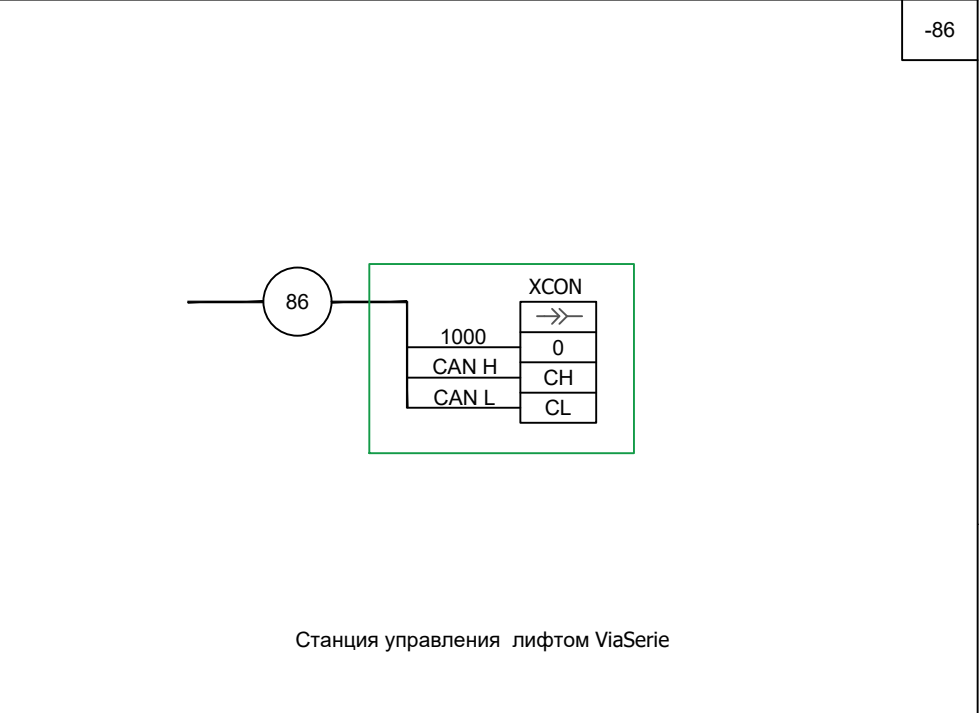 -86
86
XCON
1000
0
CAN H
CH
CAN L
CL
Станция управления лифтом ViaSerie